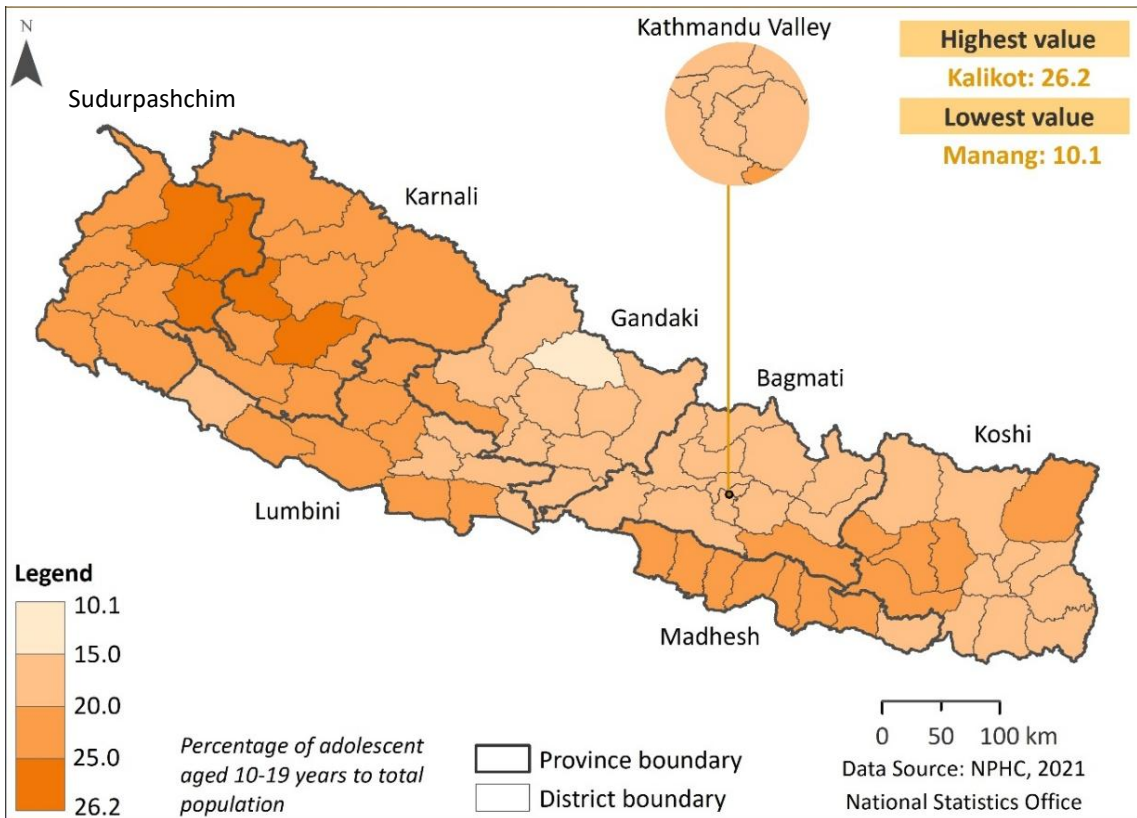 N
Kathmandu Valley
Highest value
Kalikot: 26.2
Lowest value
Manang: 10.1
Sudurpashchim
Karnali
Gandaki
Bagmati
Koshi
Lumbini
Madhesh
Legend
10.1
15.0
20.0
25.0
26.2
Percentage of adolescent
aged 10-19 years to total
population
Province boundary
District boundary
0 50 100 km
Data Source: NPHC, 2021
National Statistics Office